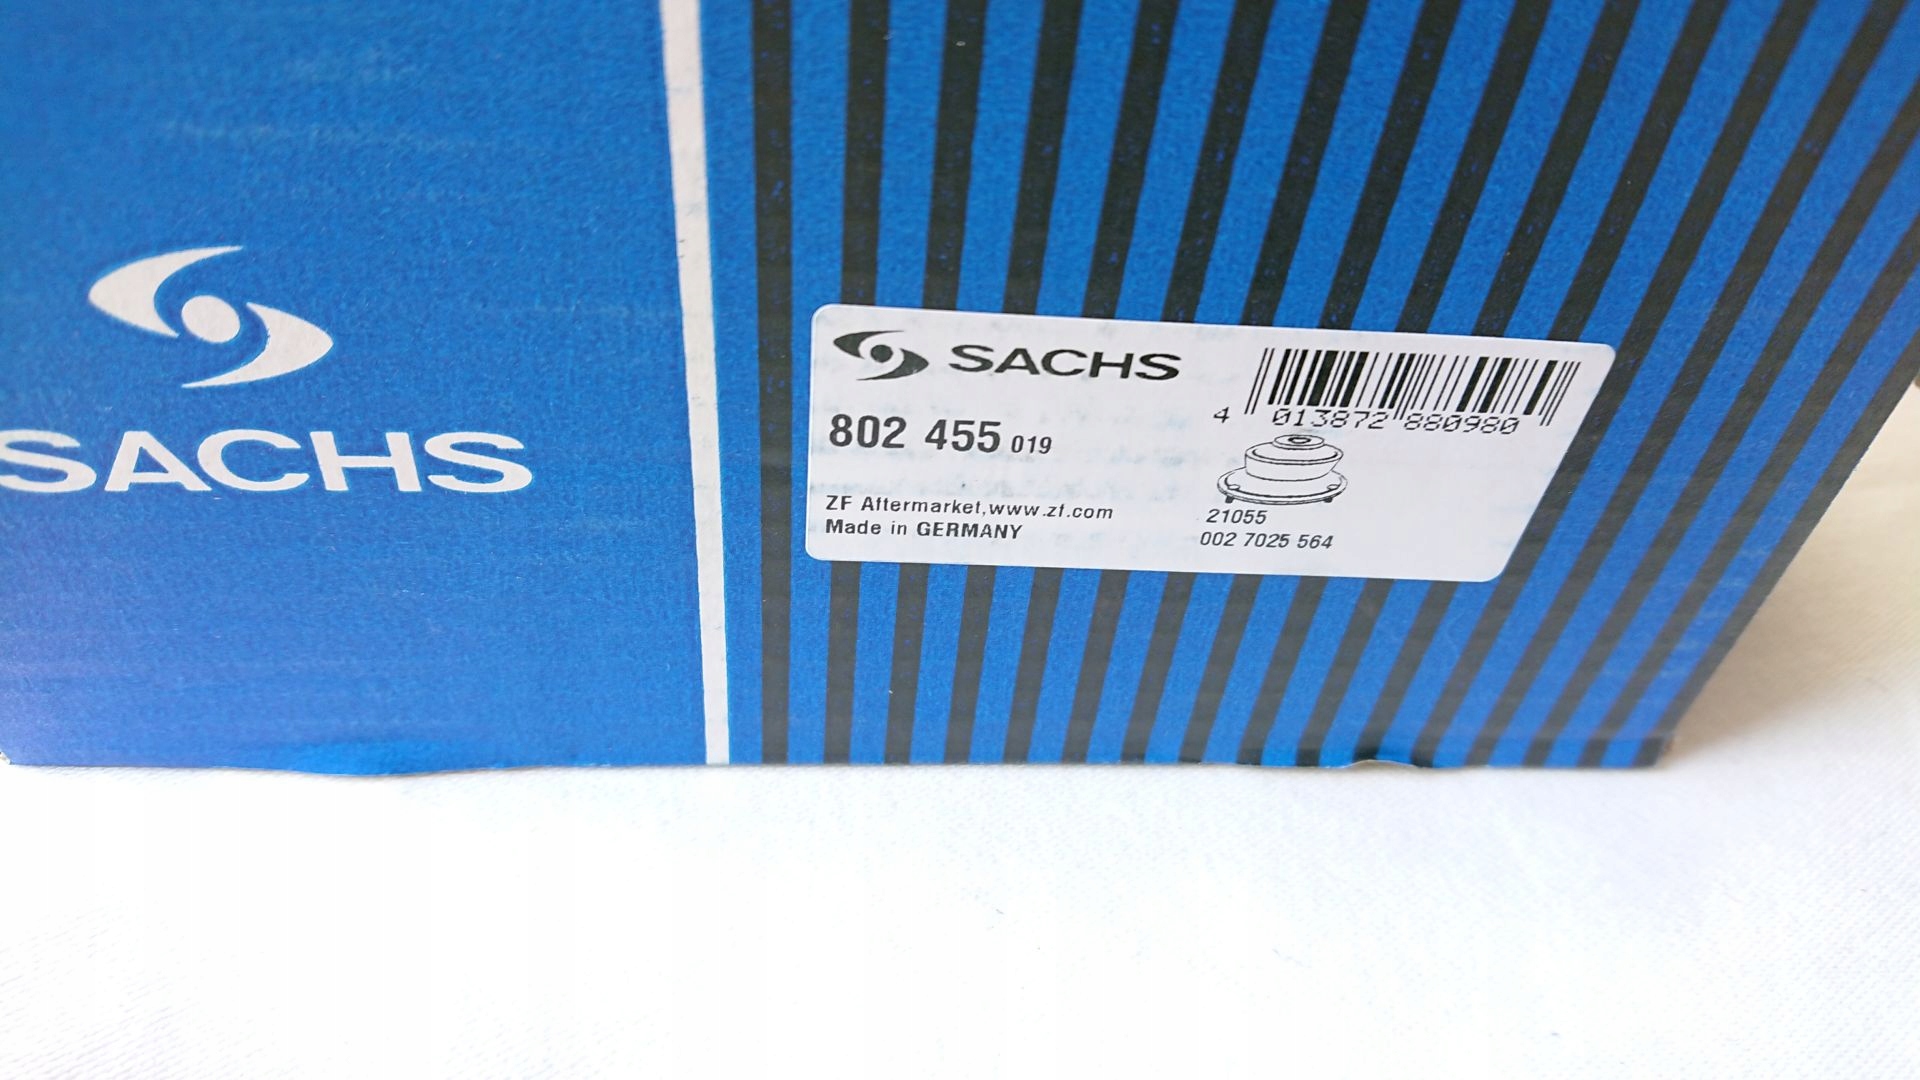 SACHS
SACHS
802 455 019
4 013872 880980
ZF Aftermarket,www.zf.com
Made in GERMANY
21055
002 7025 564